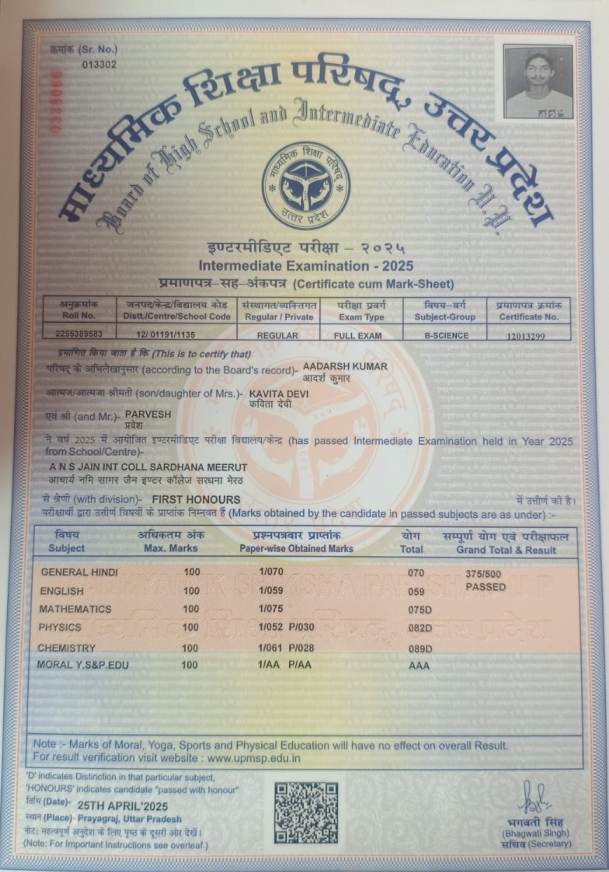 क्रमांक (Sr. No.)
013302
माध्यमिक शिक्षा परिषद्, उत्तर प्रदेश
Board of High School and Intermediate Education U.P.
माध्यमिक शिक्षा परिषद्
उत्तर प्रदेश
इण्टरमीडिएट परीक्षा – २०२५
Intermediate Examination - 2025
प्रमाणपत्र-सह-अंकपत्र (Certificate cum Mark-Sheet)
अनुक्रमांक जनपद/केन्द्र/विद्यालय कोड संस्थागत/व्यक्तिगत परीक्षा प्रवर्ग विषय-वर्ग प्रमाणपत्र क्रमांक
Roll No. Distt./Centre/School Code Regular / Private Exam Type Subject-Group Certificate No.
2255389583 12/ 01191/1135 REGULAR FULL EXAM B-SCIENCE 12013299
प्रमाणित किया जाता है कि (This is to certify that)
परिषद् के अभिलेखानुसार (according to the Board's record)- AADARSH KUMAR
आदर्श कुमार
आत्मज/आत्मजा श्रीमती (son/daughter of Mrs.)- KAVITA DEVI
कविता देवी
एवं श्री (and Mr.)- PARVESH
प्रवेश
ने वर्ष 2025 में आयोजित इण्टरमीडिएट परीक्षा विद्यालय/केन्द्र (has passed Intermediate Examination held in Year 2025
from School/Centre)-
A N S JAIN INT COLL SARDHANA MEERUT
आचार्य नमि सागर जैन इण्टर कॉलेज सरधना मेरठ
से श्रेणी (with division)- FIRST HONOURS में उत्तीर्ण की है।
परीक्षार्थी द्वारा उत्तीर्ण विषयों के प्राप्तांक निम्नवत हैं (Marks obtained by the candidate in passed subjects are as under) :-
विषय अधिकतम अंक प्रश्नपत्रवार प्राप्तांक योग सम्पूर्ण योग एवं परीक्षाफल
Subject Max. Marks Paper-wise Obtained Marks Total Grand Total & Result
GENERAL HINDI 100 1/070 070 375/500
ENGLISH 100 1/059 059 PASSED
MATHEMATICS 100 1/075 075D
PHYSICS 100 1/052 P/030 082D
CHEMISTRY 100 1/061 P/028 089D
MORAL Y.S&P.EDU 100 1/AA P/AA AAA
Note :- Marks of Moral, Yoga, Sports and Physical Education will have no effect on overall Result.
For result verification visit website : www.upmsp.edu.in
'D' indicates Distinction in that particular subject,
'HONOURS' indicates candidate "passed with honour"
तिथि (Date)- 25TH APRIL'2025
स्थान (Place)- Prayagraj, Uttar Pradesh
नोट: महत्वपूर्ण अनुदेश के लिए पृष्ठ के दूसरी ओर देखें।
(Note: For Important Instructions see overleaf.)
भगवती सिंह
(Bhagwati Singh)
सचिव (Secretary)